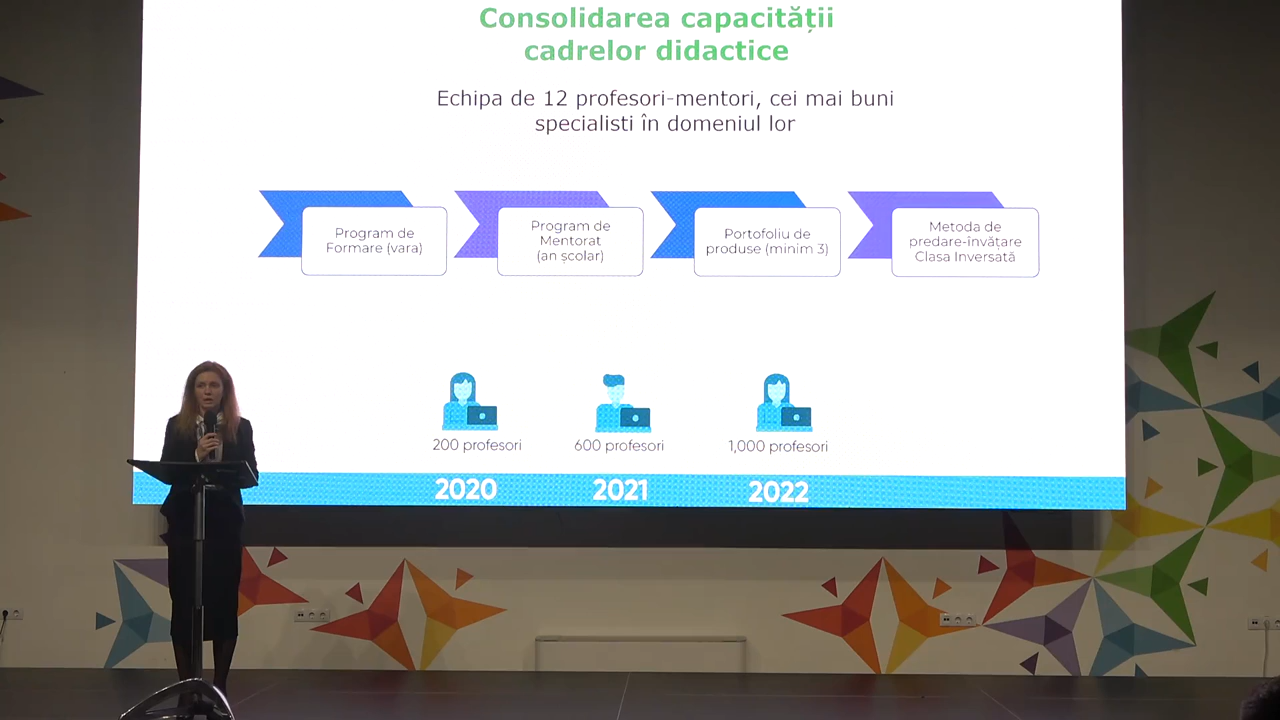 Consolidarea capacității
cadrelor didactice
Echipa de 12 profesori-mentori, cei mai buni
specialisti în domeniul lor
Program de
Formare (vara)
Program de
Mentorat
(an școlar)
Portofoliu de
produse (minim 3)
Metoda de
predare-învățare
Clasa Inversată
200 profesori
600 profesori
1,000 profesori
2020
2021
2022